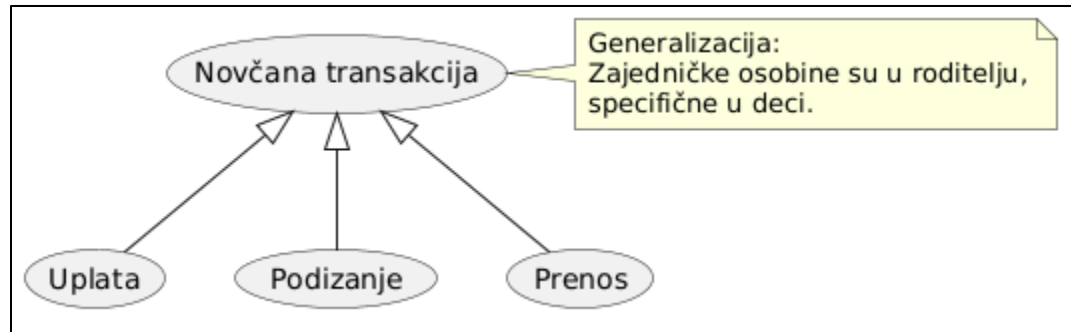 Novčana transakcija
Generalizacija:
Zajedničke osobine su u roditelju,
specifične u deci.
Uplata
Podizanje
Prenos